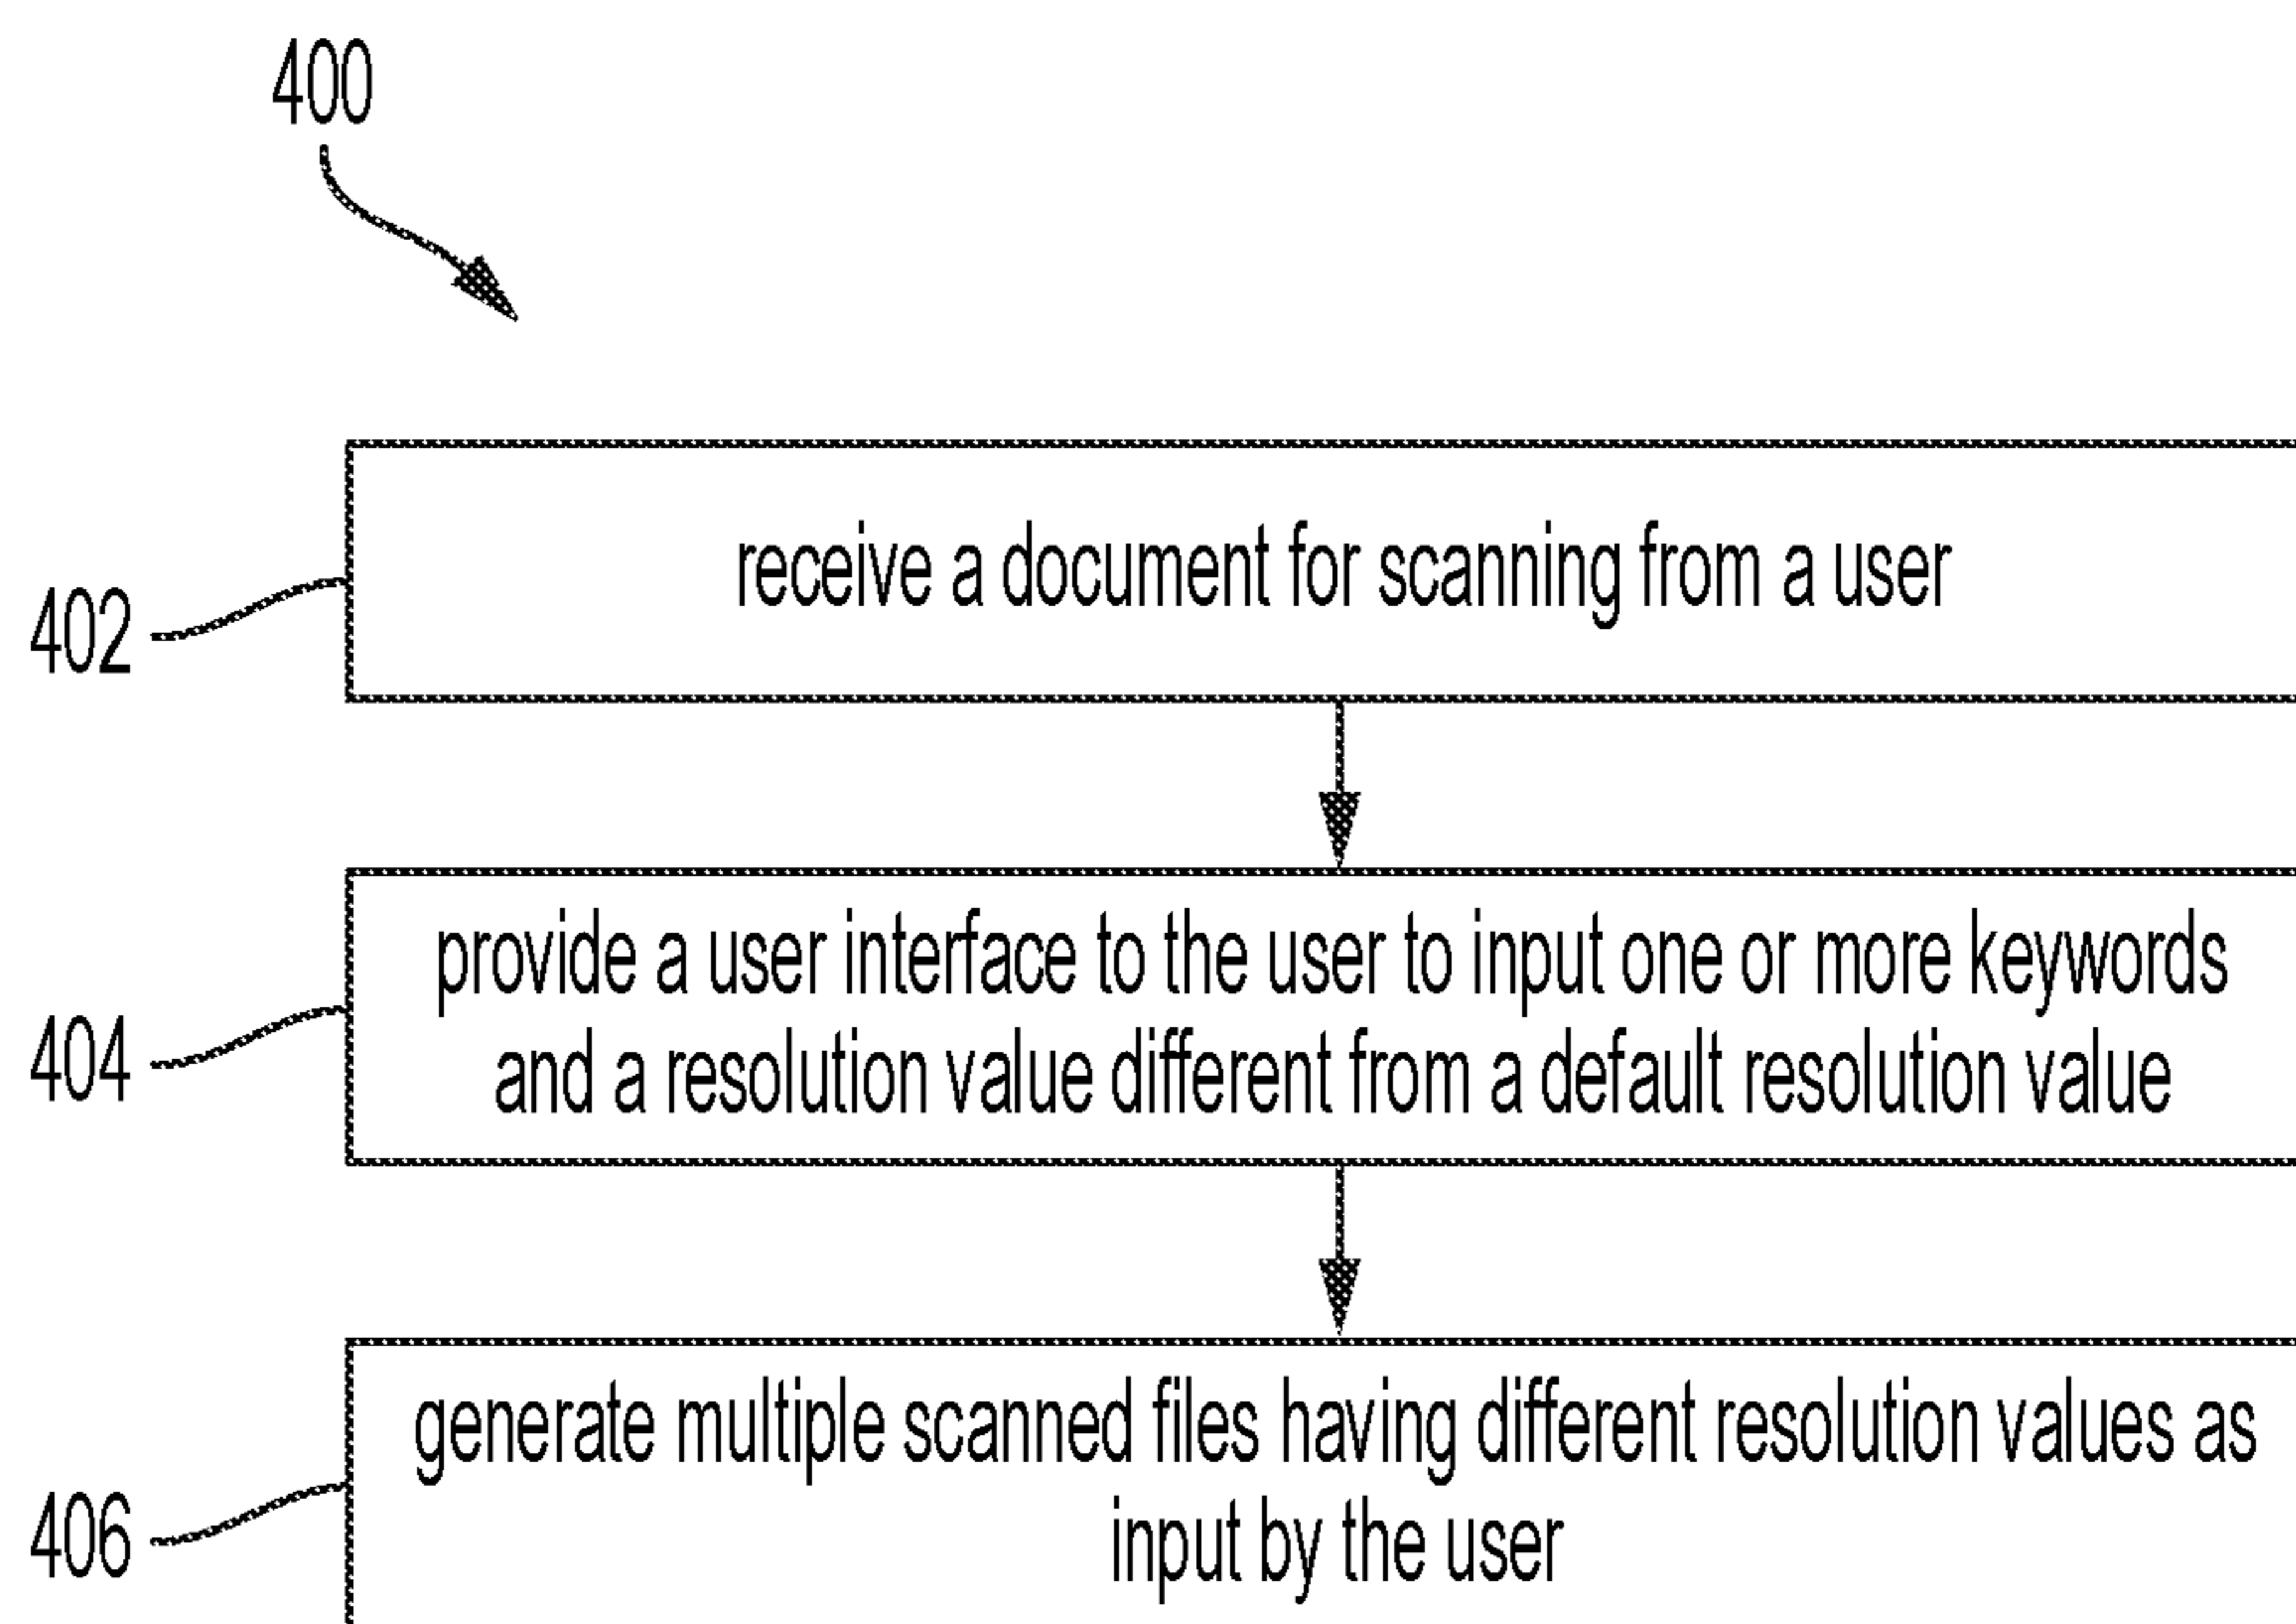 400
402
receive a document for scanning from a user
404
provide a user interface to the user to input one or more keywords
and a resolution value different from a default resolution value
406
generate multiple scanned files having different resolution values as
input by the user